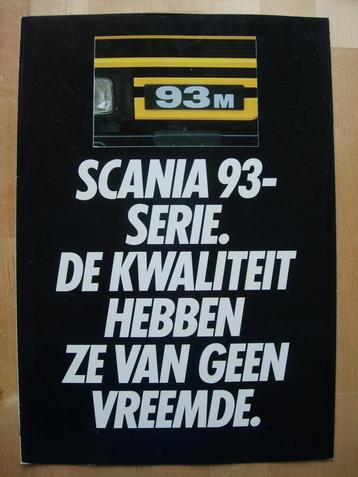 93M
SCANIA 93-
SERIE.
DE KWALITEIT
HEBBEN
ZE VAN GEEN
VREEMDE.